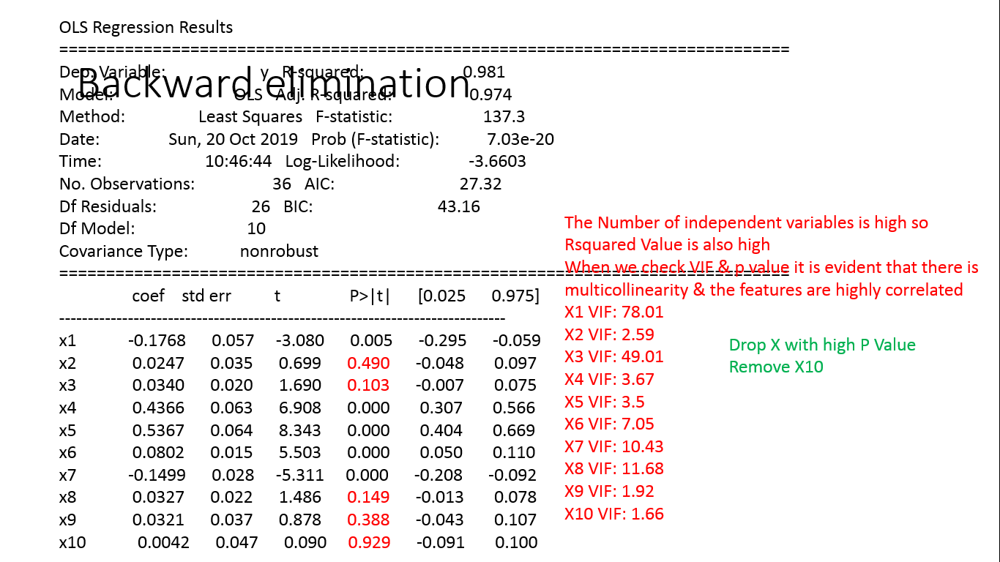 OLS Regression Results
==============================================================================
Backward elimination
Dep. Variable: y R-squared: 0.981
Model: OLS Adj. R-squared: 0.974
Method: Least Squares F-statistic: 137.3
Date: Sun, 20 Oct 2019 Prob (F-statistic): 7.03e-20
Time: 10:46:44 Log-Likelihood: -3.6603
No. Observations: 36 AIC: 27.32
Df Residuals: 26 BIC: 43.16
Df Model: 10
Covariance Type: nonrobust
==============================================================================
coef std err t P>|t| [0.025 0.975]
------------------------------------------------------------------------------
x1 -0.1768 0.057 -3.080 0.005 -0.295 -0.059
x2 0.0247 0.035 0.699 0.490 -0.048 0.097
x3 0.0340 0.020 1.690 0.103 -0.007 0.075
x4 0.4366 0.063 6.908 0.000 0.307 0.566
x5 0.5367 0.064 8.343 0.000 0.404 0.669
x6 0.0802 0.015 5.503 0.000 0.050 0.110
x7 -0.1499 0.028 -5.311 0.000 -0.208 -0.092
x8 0.0327 0.022 1.486 0.149 -0.013 0.078
x9 0.0321 0.037 0.878 0.388 -0.043 0.107
x10 0.0042 0.047 0.090 0.929 -0.091 0.100
The Number of independent variables is high so
Rsquared Value is also high
When we check VIF & p value it is evident that there is
multicollinearity & the features are highly correlated
X1 VIF: 78.01
X2 VIF: 2.59
X3 VIF: 49.01
X4 VIF: 3.67
X5 VIF: 3.5
X6 VIF: 7.05
X7 VIF: 10.43
X8 VIF: 11.68
X9 VIF: 1.92
X10 VIF: 1.66
Drop X with high P Value
Remove X10